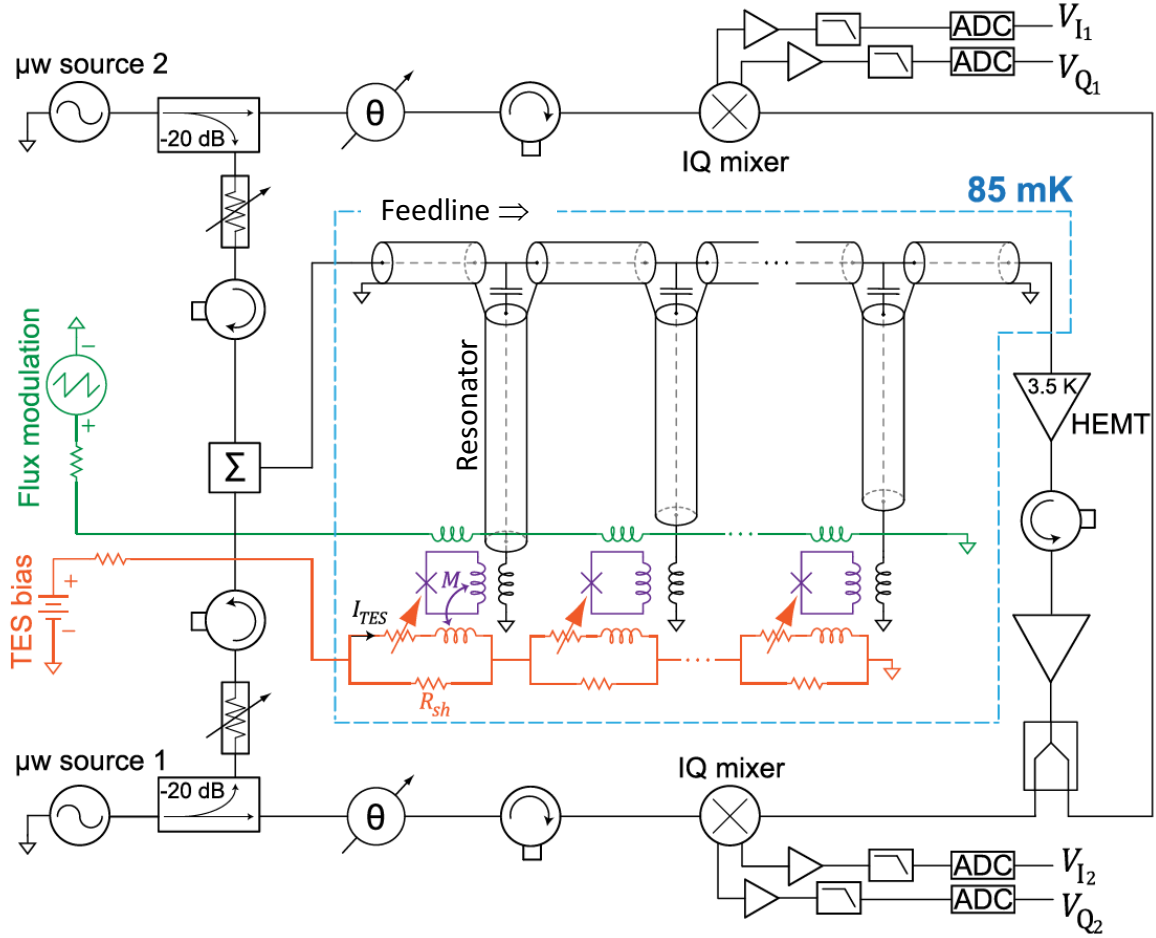 V_I₁
ADC
V_Q₁
ADC
μw source 2
θ
-20 dB
IQ mixer
85 mK
Feedline ⇒
...
Flux modulation
−
+
Resonator
3.5 K
HEMT
Σ
...
TES bias
+
−
M
I_TES
...
R_sh
μw source 1
-20 dB
θ
IQ mixer
ADC
V_I₂
ADC
V_Q₂